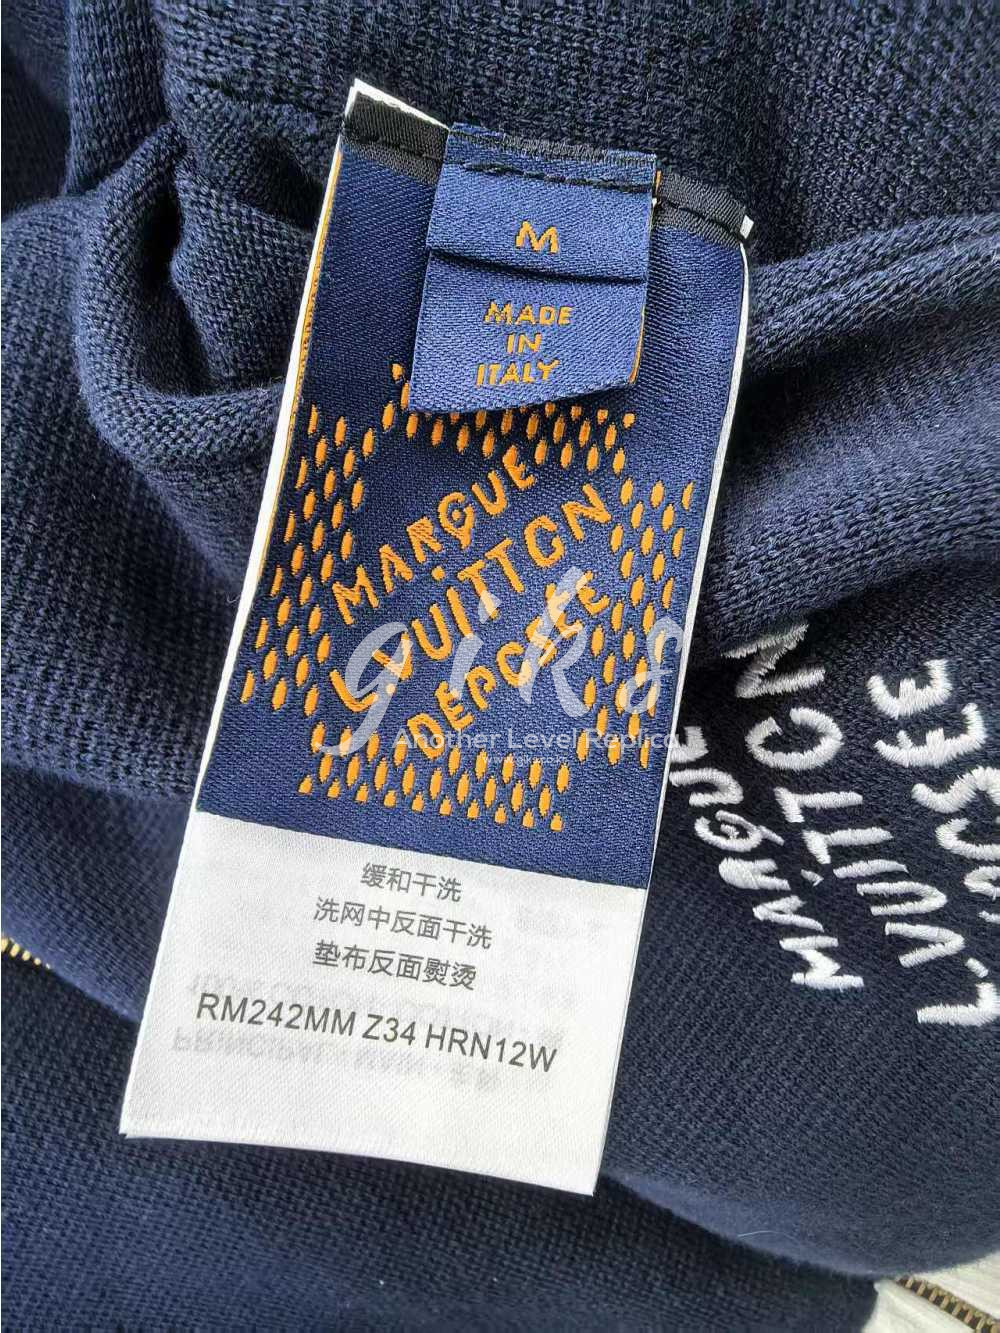 M
MADE
IN
ITALY
MARQUE
L.VUITTON
DÉPOSÉE
giks
Another Level Replica
缓和干洗
洗网中反面干洗
垫布反面熨烫
RM242MM Z34 HRN12W
MARQUE
L.VUITTON